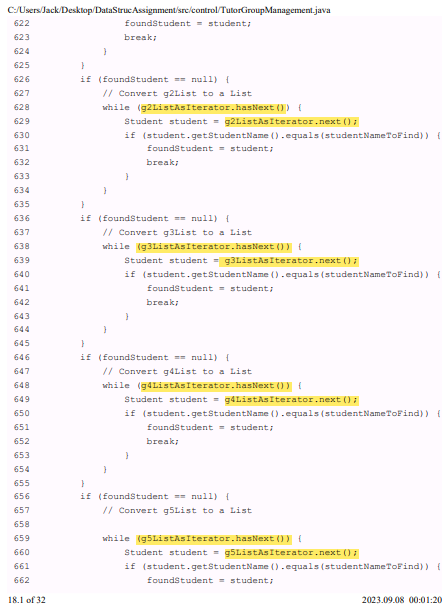 C:/Users/Jack/Desktop/DataStrucAssignment/src/control/TutorGroupManagement.java
622 foundStudent = student;
623 break;
624 }
625 }
626 if (foundStudent == null) {
627 // Convert g2List to a List
628 while (g2ListAsIterator.hasNext()) {
629 Student student = g2ListAsIterator.next();
630 if (student.getStudentName().equals(studentNameToFind)) {
631 foundStudent = student;
632 break;
633 }
634 }
635 }
636 if (foundStudent == null) {
637 // Convert g3List to a List
638 while (g3ListAsIterator.hasNext()) {
639 Student student = g3ListAsIterator.next();
640 if (student.getStudentName().equals(studentNameToFind)) {
641 foundStudent = student;
642 break;
643 }
644 }
645 }
646 if (foundStudent == null) {
647 // Convert g4List to a List
648 while (g4ListAsIterator.hasNext()) {
649 Student student = g4ListAsIterator.next();
650 if (student.getStudentName().equals(studentNameToFind)) {
651 foundStudent = student;
652 break;
653 }
654 }
655 }
656 if (foundStudent == null) {
657 // Convert g5List to a List
658
659 while (g5ListAsIterator.hasNext()) {
660 Student student = g5ListAsIterator.next();
661 if (student.getStudentName().equals(studentNameToFind)) {
662 foundStudent = student;
18.1 of 32 2023.09.08 00:01:20